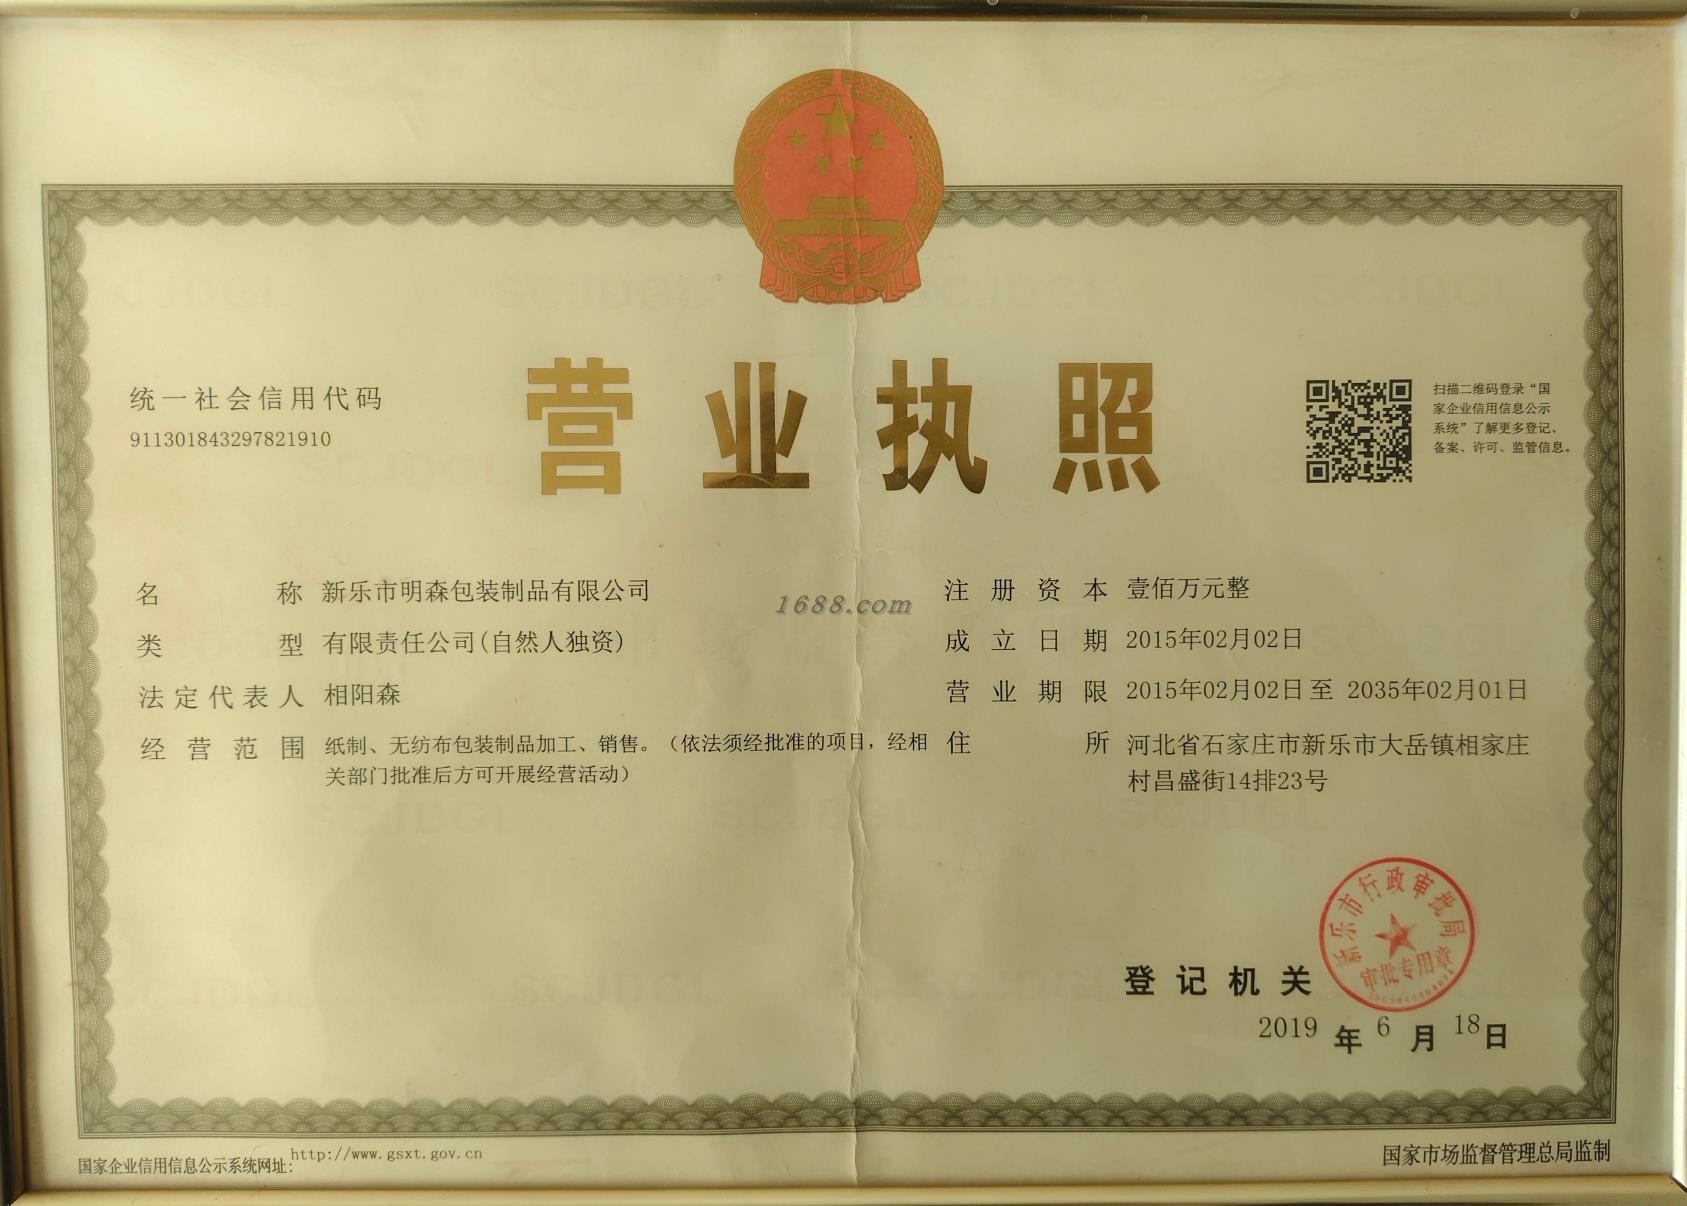 营业执照
统一社会信用代码
911301843297821910
扫描二维码登录“国
家企业信用信息公示
系统”了解更多登记、
备案、许可、监管信息。
名称 新乐市明森包装制品有限公司
类型 有限责任公司(自然人独资)
法定代表人 相阳森
经营范围 纸制、无纺布包装制品加工、销售。（依法须经批准的项目，经相
关部门批准后方可开展经营活动）
1688.com
注册资本 壹佰万元整
成立日期 2015年02月02日
营业期限 2015年02月02日至 2035年02月01日
住所 河北省石家庄市新乐市大岳镇相家庄
村昌盛街14排23号
新乐市行政审批局
审批专用章
登记机关
2019 年 6 月 18 日
国家企业信用信息公示系统网址: http://www.gsxt.gov.cn
国家市场监督管理总局监制
SCJDGL